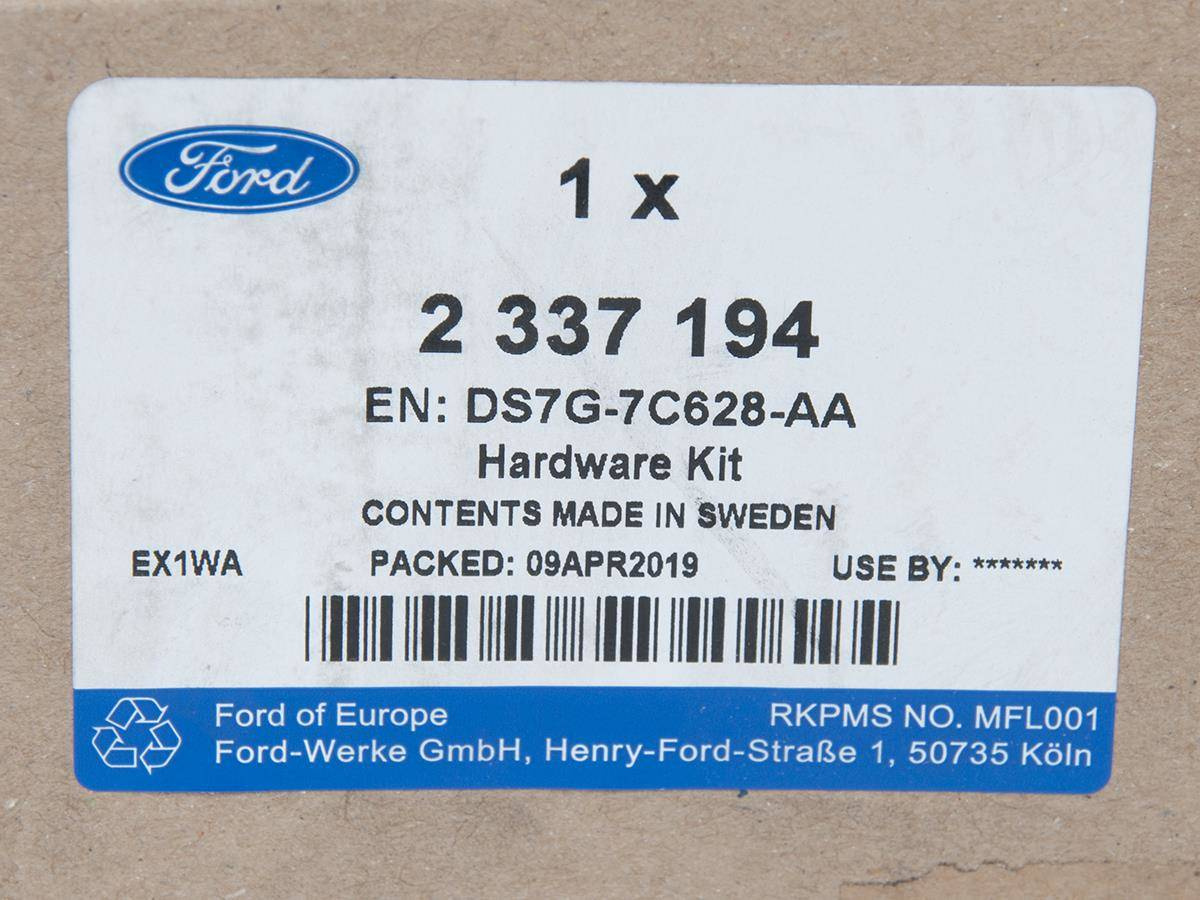 Ford
1 x
2 337 194
EN: DS7G-7C628-AA
Hardware Kit
CONTENTS MADE IN SWEDEN
EX1WA PACKED: 09APR2019 USE BY: *******
Ford of Europe RKPMS NO. MFL001
Ford-Werke GmbH, Henry-Ford-Straße 1, 50735 Köln